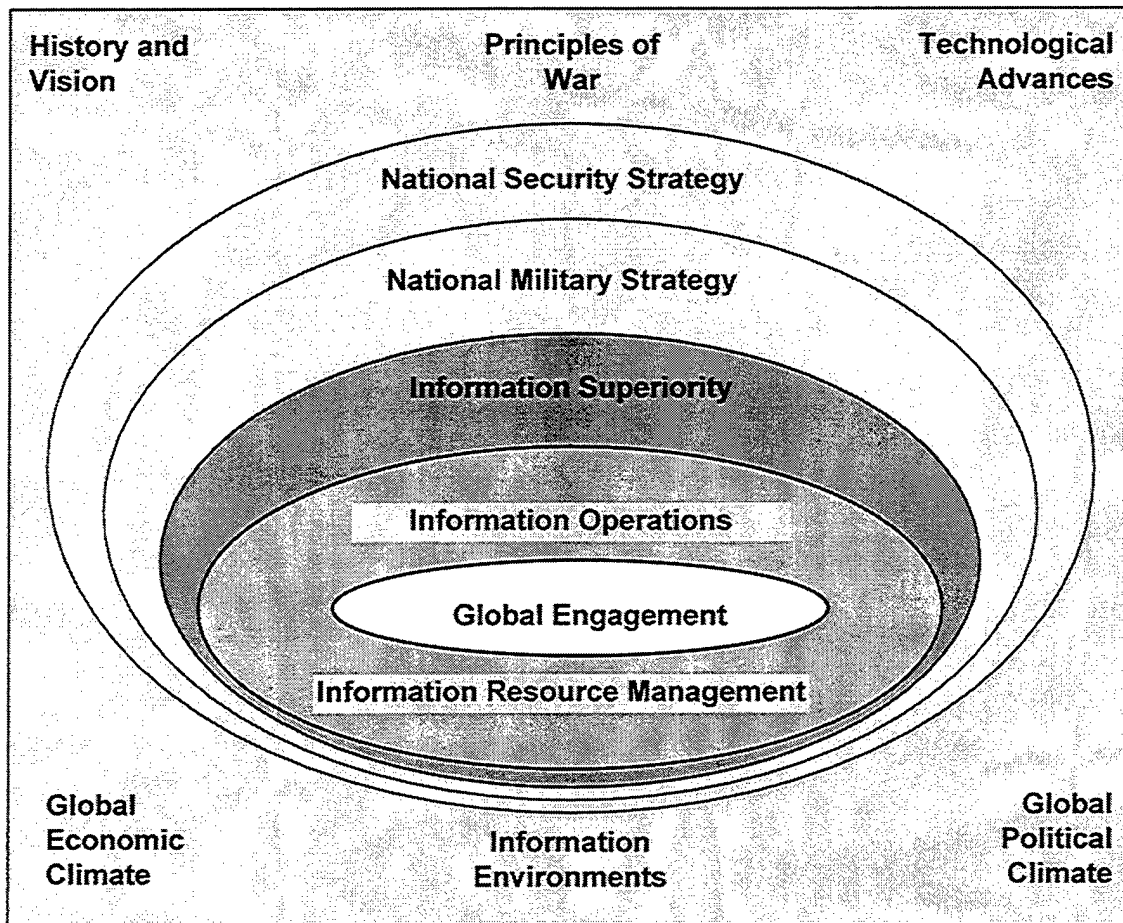 History and
Vision
Principles of
War
Technological
Advances
National Security Strategy
National Military Strategy
Information Superiority
Information Operations
Global Engagement
Information Resource Management
Global
Economic
Climate
Information
Environments
Global
Political
Climate